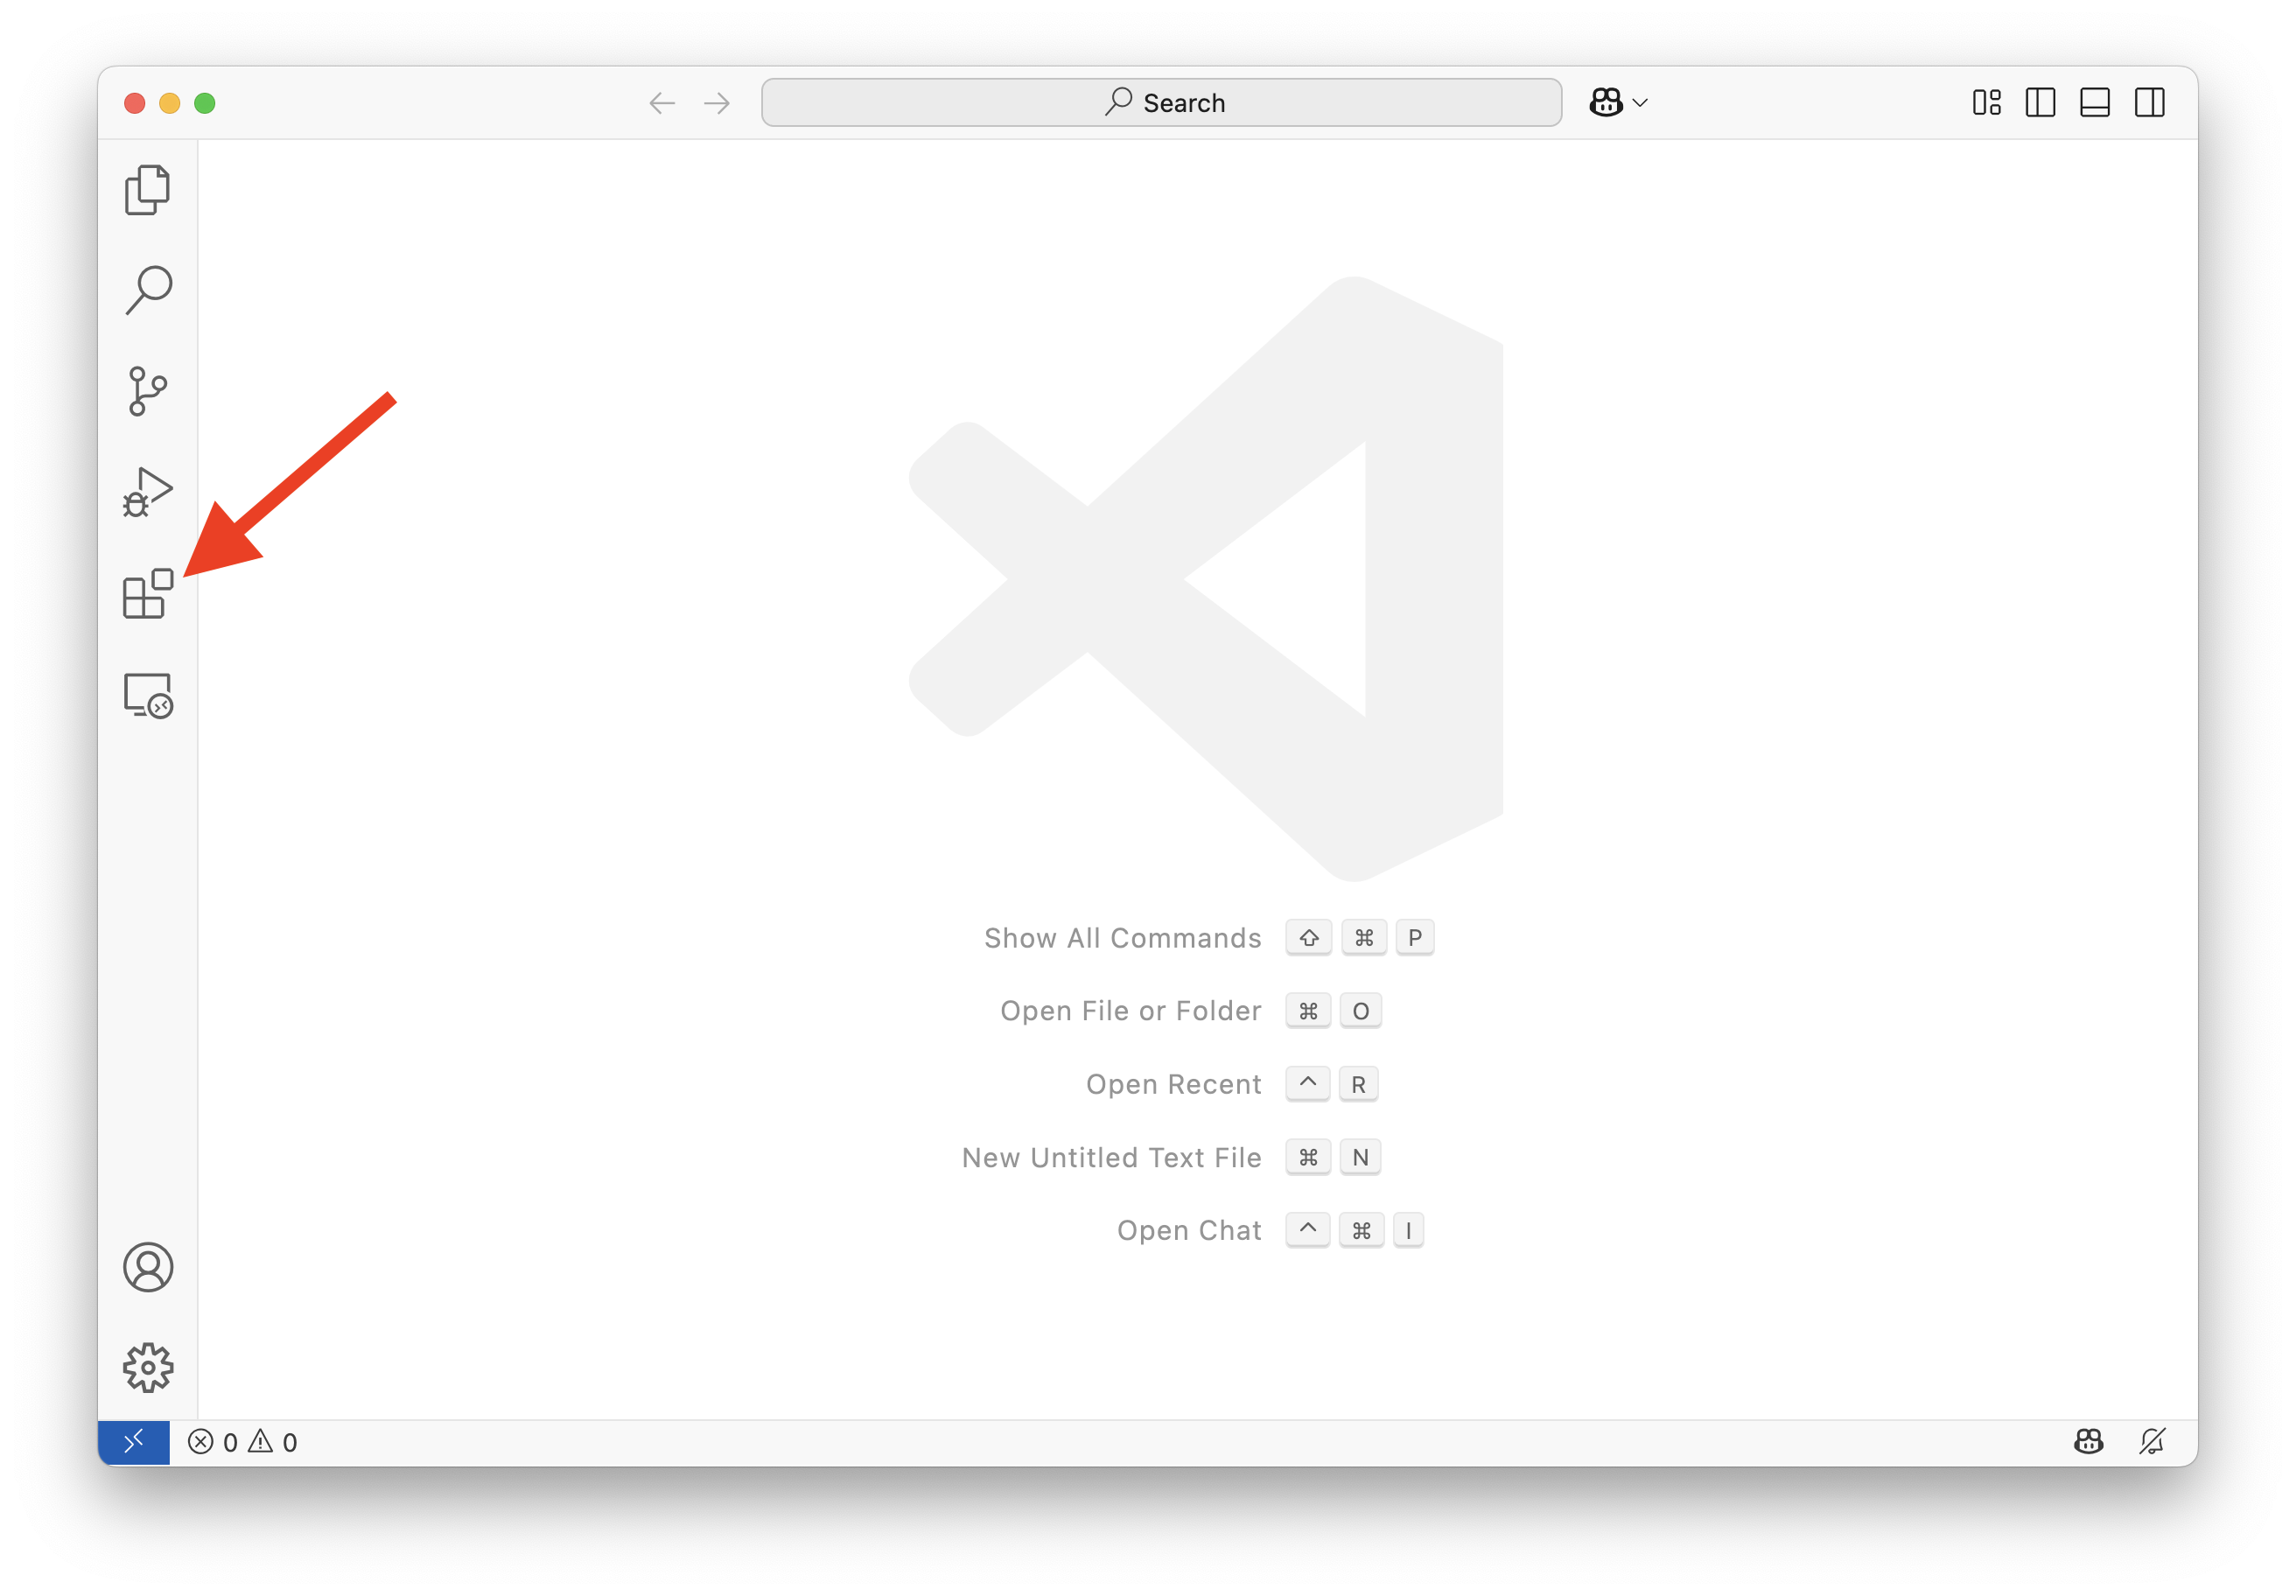 Search
Show All Commands ⇧ ⌘ P
Open File or Folder ⌘ O
Open Recent ^ R
New Untitled Text File ⌘ N
Open Chat ^ ⌘ I
0 0